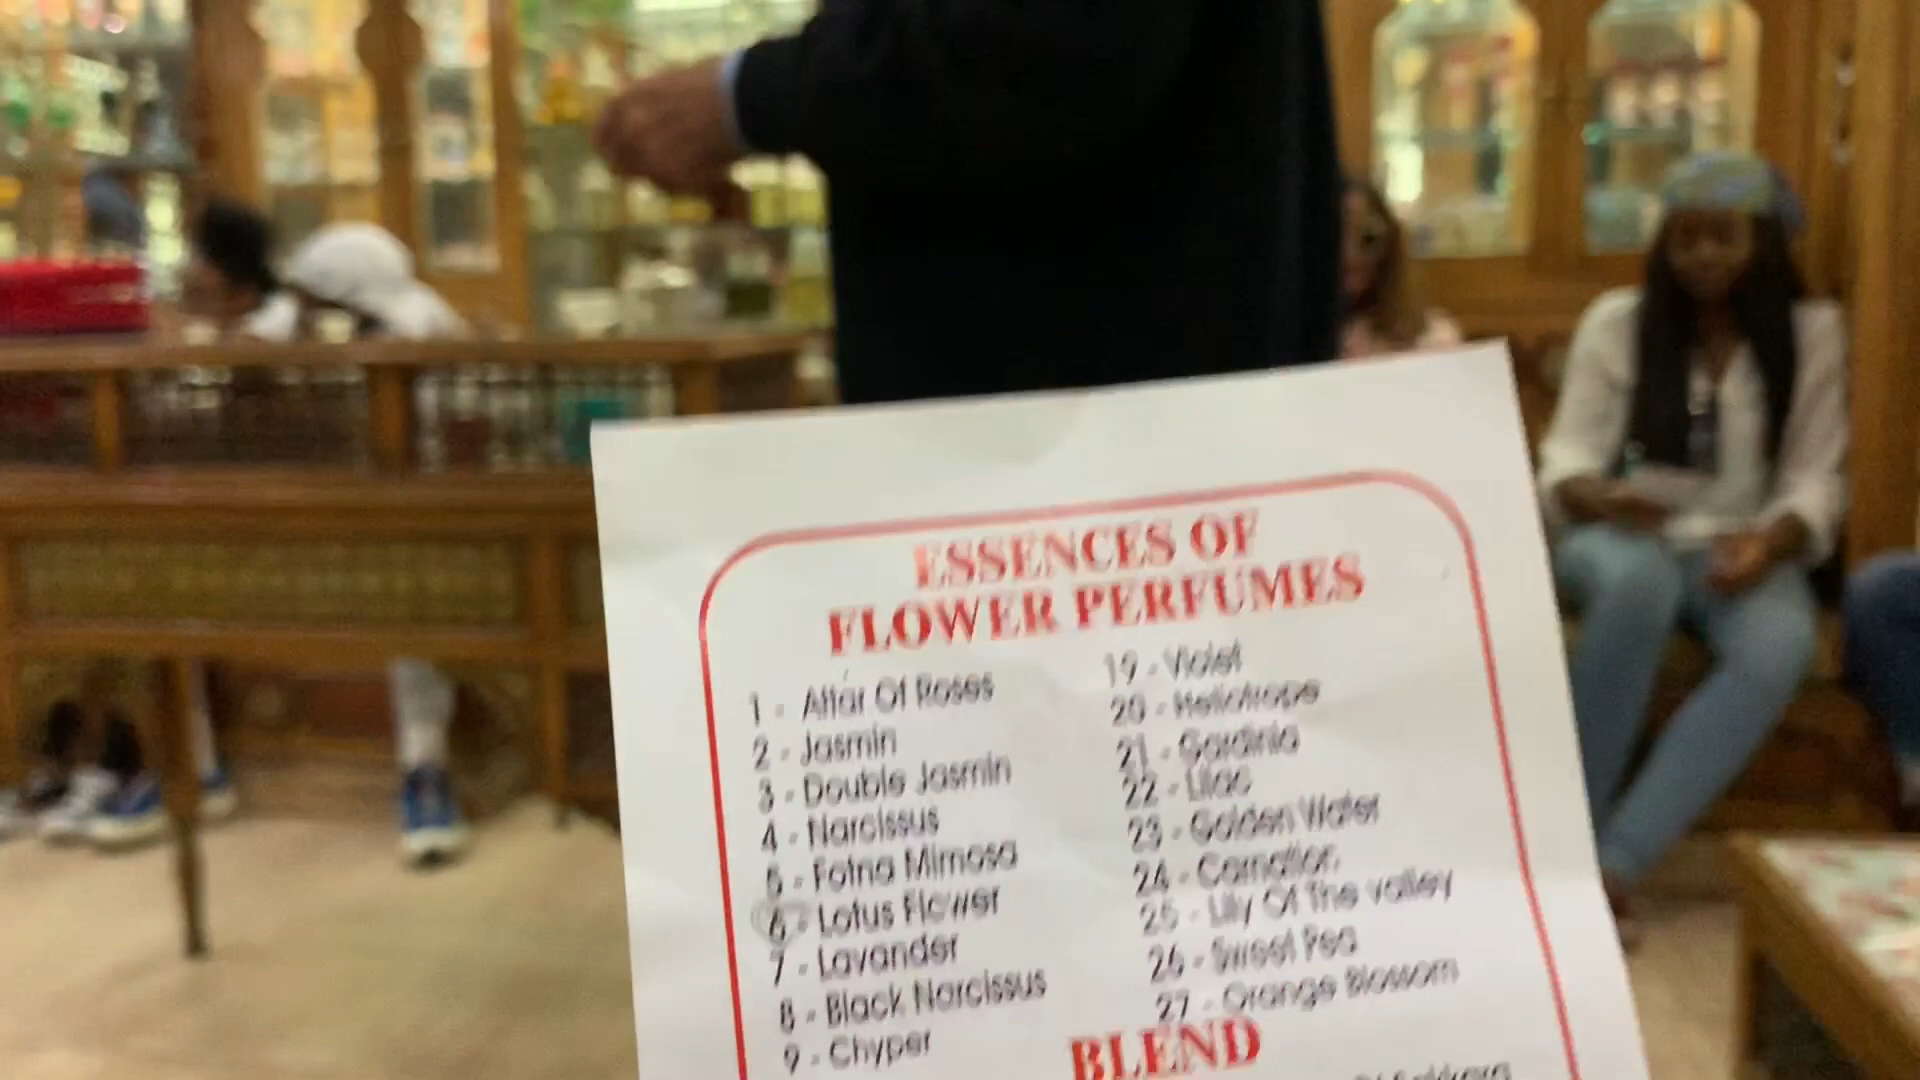 ESSENCES OF
FLOWER PERFUMES
1 - Attar Of Roses
2 - Jasmin
3 - Double Jasmin
4 - Narcissus
5 - Fotna Mimosa
6 - Lotus Flower
7 - Lavander
8 - Black Narcissus
9 - Chyper
19 - Violet
20 - Heliotrope
21 - Gardinia
22 - Lilac
23 - Golden Water
24 - Carnation
25 - Lily Of The valley
26 - Sweet Pea
27 - Orange Blossom
BLEND